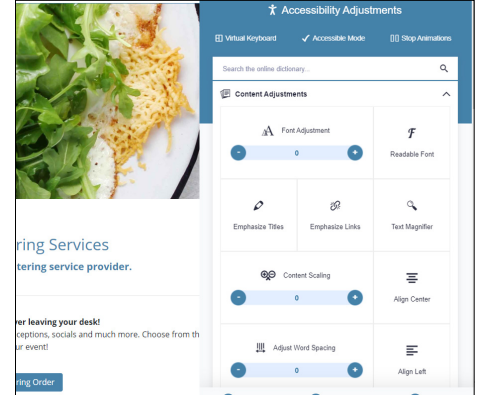 Accessibility Adjustments
Virtual Keyboard
Accessible Mode
Stop Animations
Search the online dictionary...
Content Adjustments
Font Adjustment
-
0
+
Readable Font
Emphasize Titles
Emphasize Links
Text Magnifier
Content Scaling
-
0
+
Align Center
Adjust Word Spacing
-
0
+
Align Left
ring Services
tering service provider.
ver leaving your desk!
ceptions, socials and much more. Choose from th
ur event!
ring Order